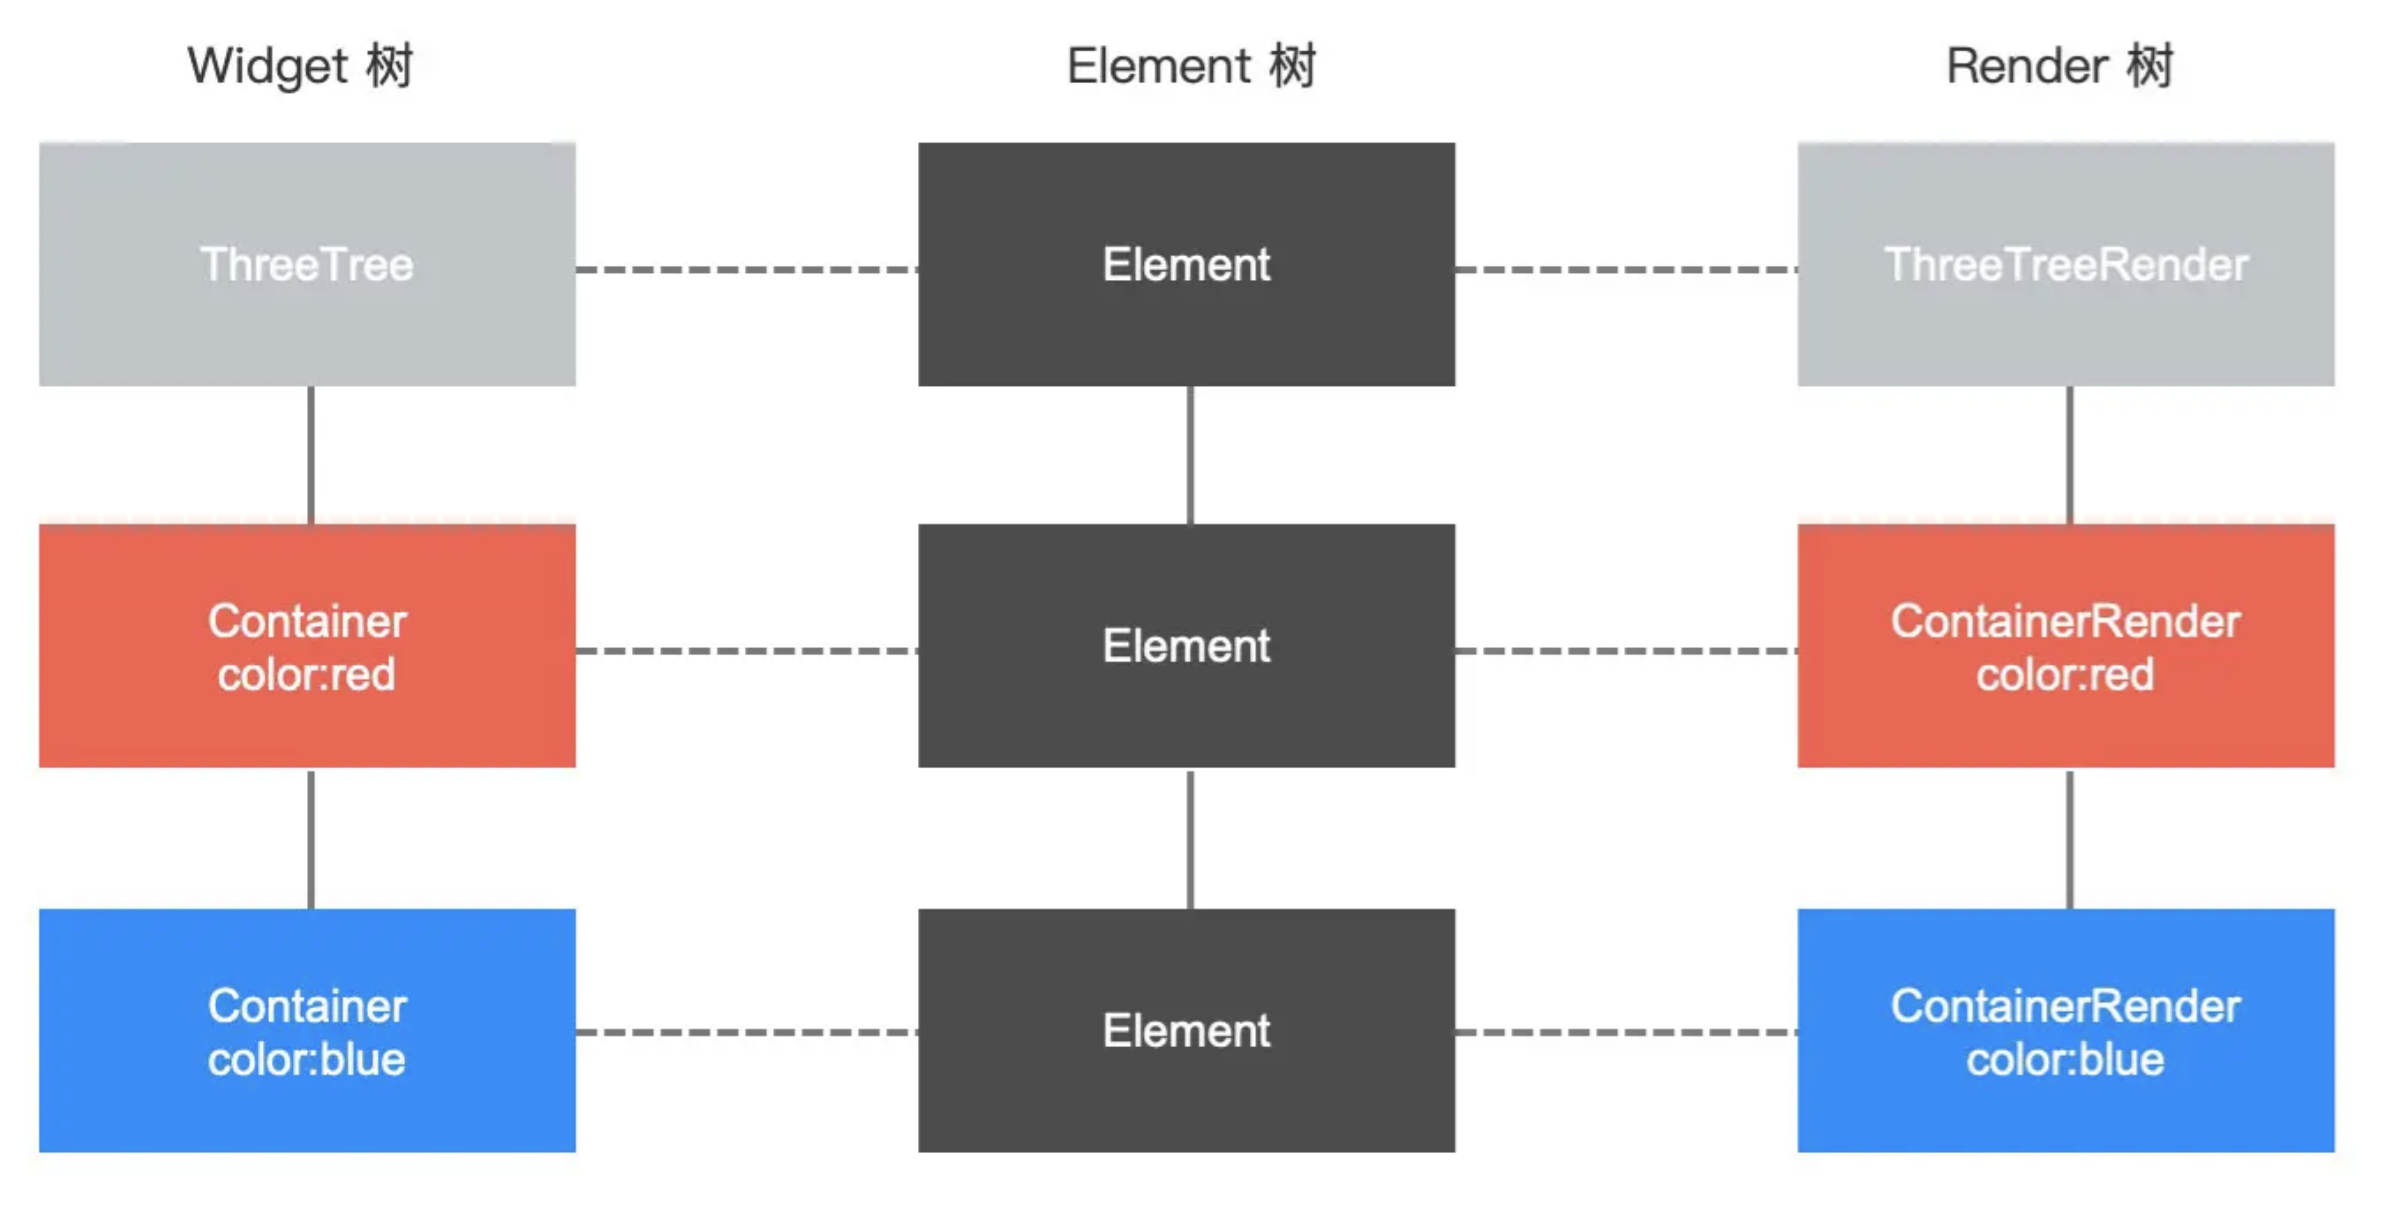 Widget 树
Element 树
Render 树
ThreeTree
Element
ThreeTreeRender
Container
color:red
Element
ContainerRender
color:red
Container
color:blue
Element
ContainerRender
color:blue